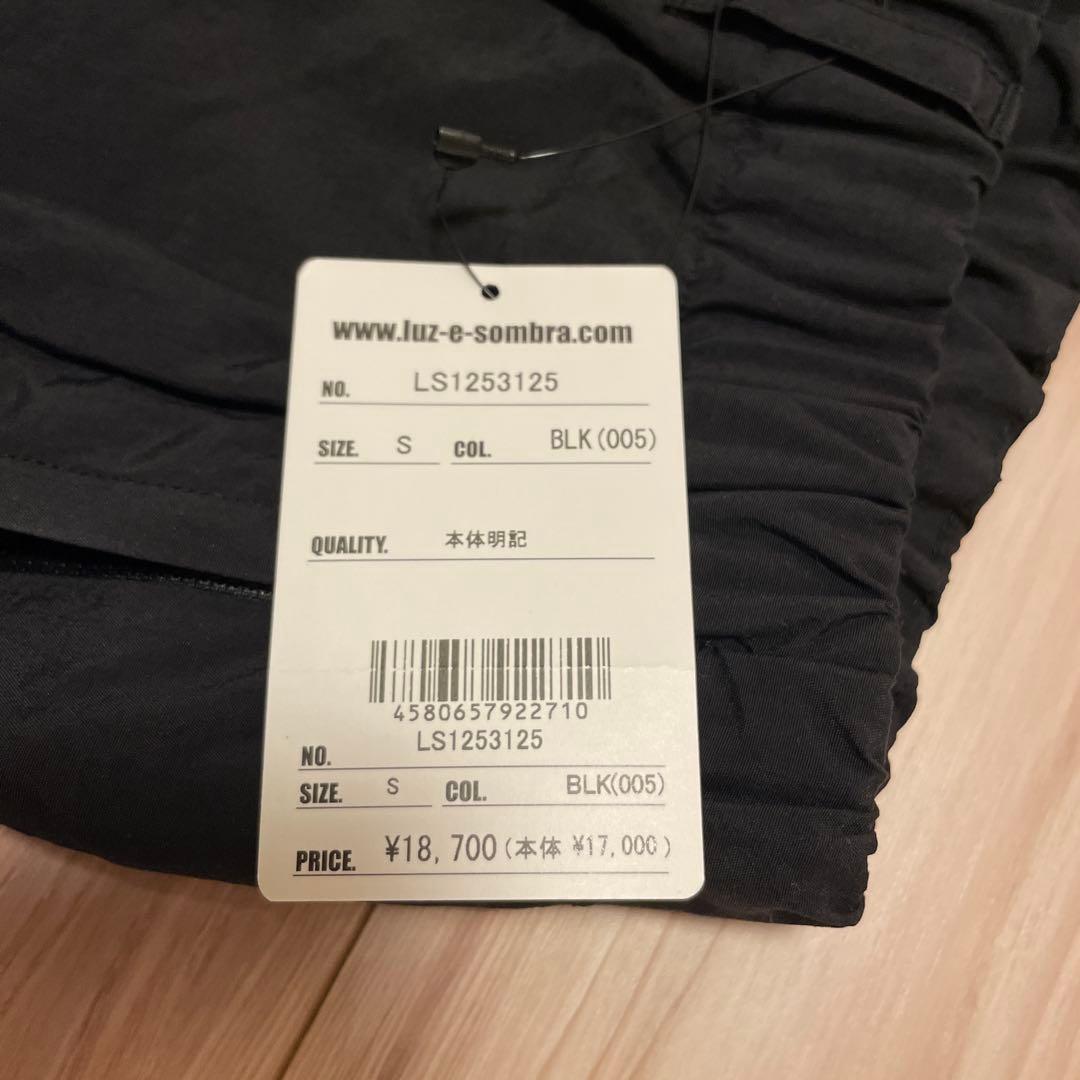 www.luz-e-sombra.com
NO. LS1253125
SIZE. S COL. BLK(005)
QUALITY. 本体明記
4580657922710
NO. LS1253125
SIZE. S COL. BLK(005)
PRICE. ¥18,700(本体 ¥17,000)